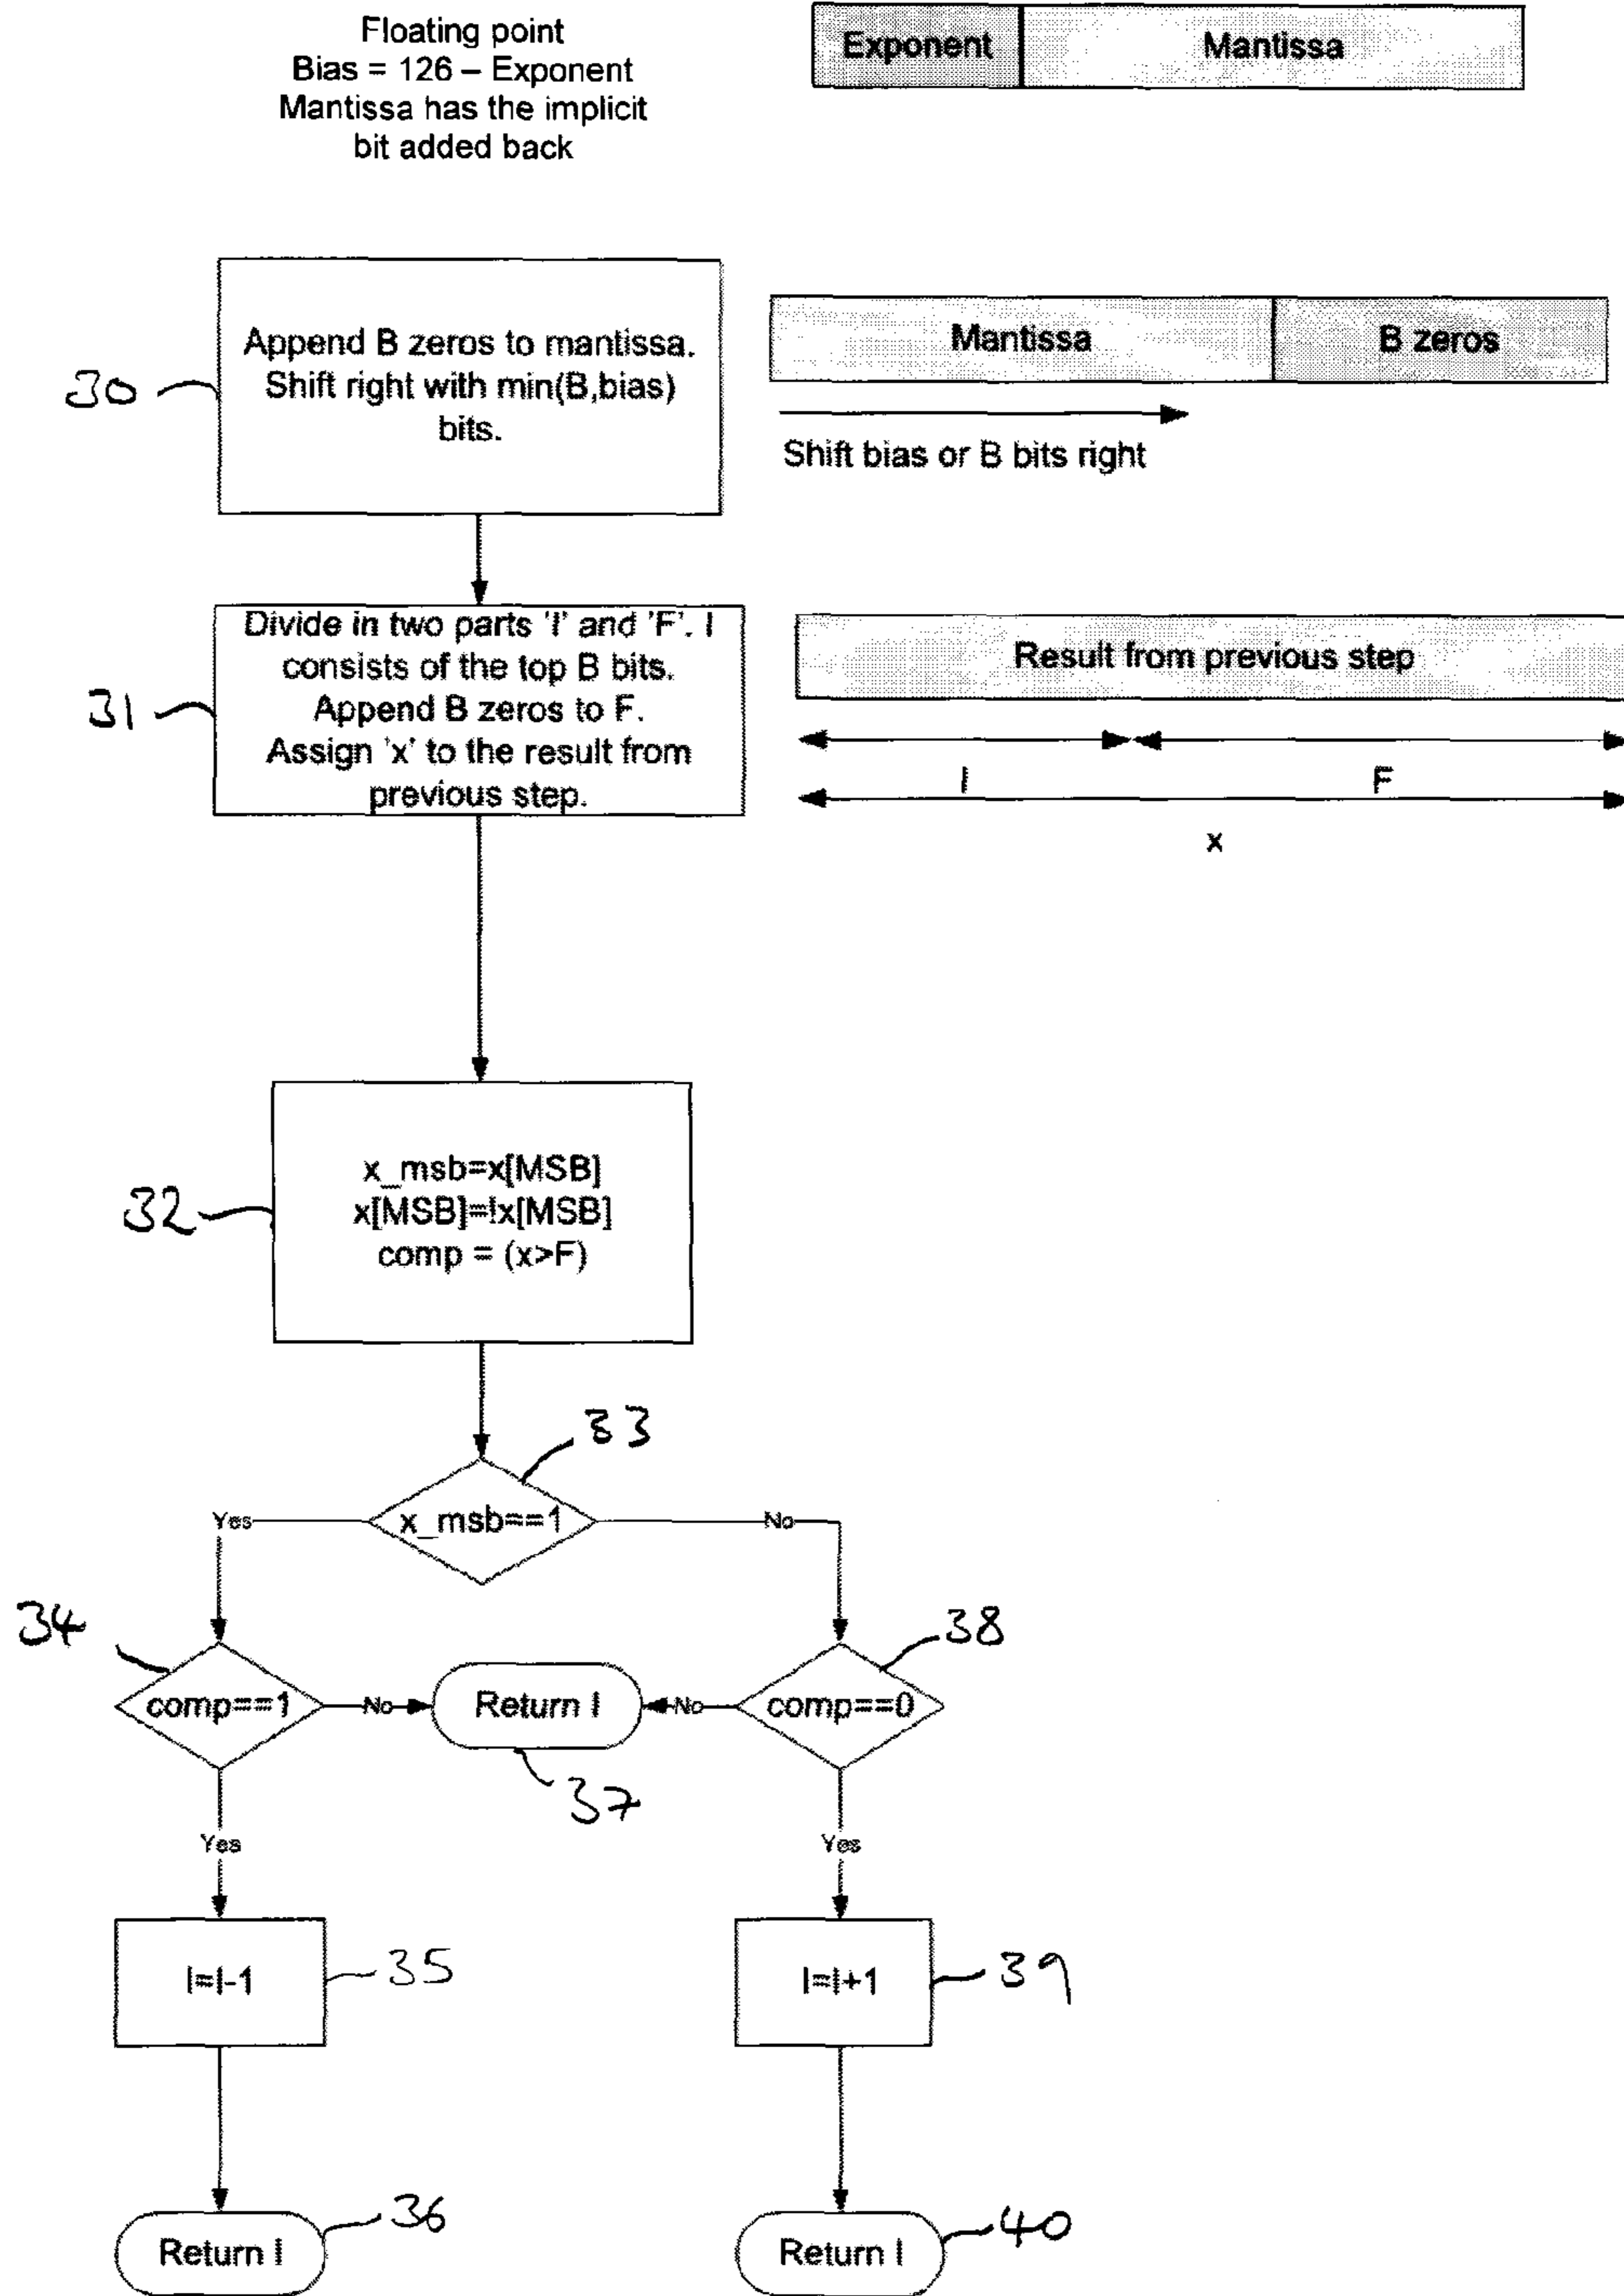 Floating point
Bias = 126 – Exponent
Mantissa has the implicit
bit added back
Exponent
Mantissa
30
Append B zeros to mantissa.
Shift right with min(B,bias)
bits.
Mantissa
B zeros
Shift bias or B bits right
31
Divide in two parts 'I' and 'F'. I
consists of the top B bits.
Append B zeros to F.
Assign 'x' to the result from
previous step.
Result from previous step
I
F
x
32
x_msb=x[MSB]
x[MSB]=!x[MSB]
comp = (x>F)
33
Yes
x_msb==1
No
34
38
comp==1
No
Return I
No
comp==0
37
Yes
Yes
I=I-1
35
I=I+1
39
Return I
36
Return I
40